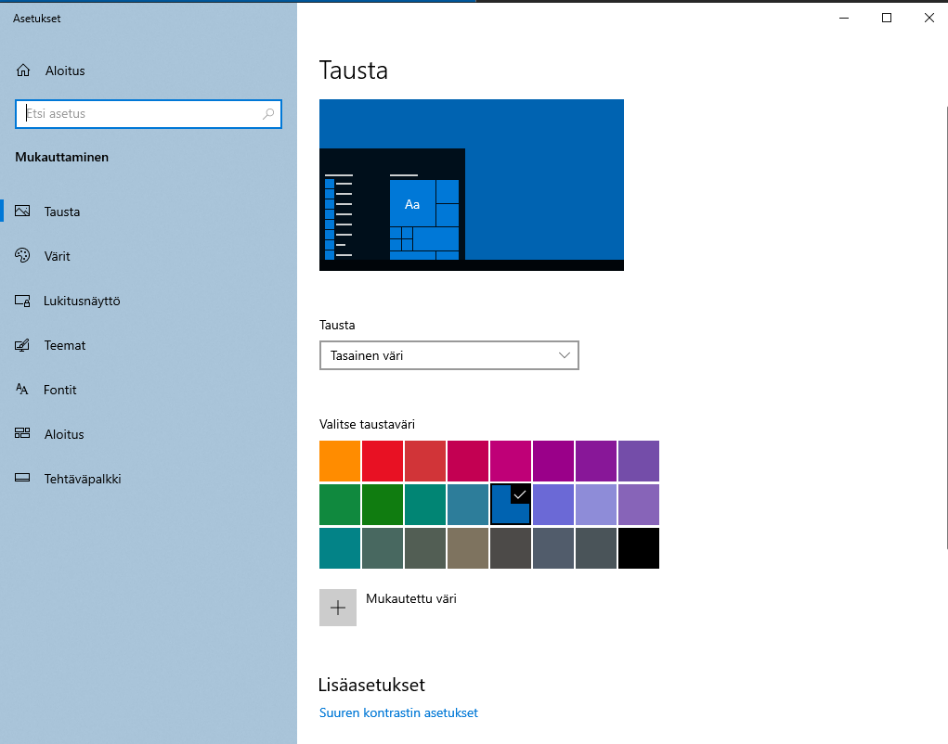 Asetukset
Aloitus
Etsi asetus
Mukauttaminen
Tausta
Värit
Lukitusnäyttö
Teemat
Fontit
Aloitus
Tehtäväpalkki
Tausta
Aa
Tausta
Tasainen väri
Valitse taustaväri
Mukautettu väri
Lisäasetukset
Suuren kontrastin asetukset